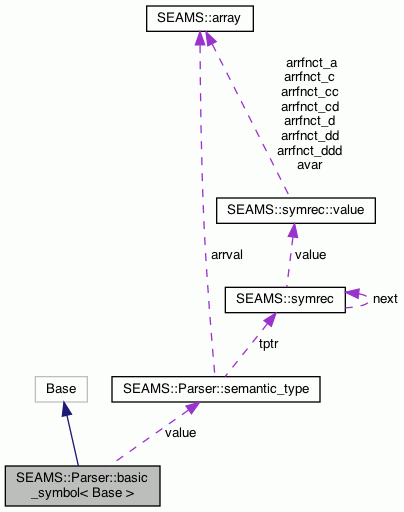 SEAMS::array
arrfnct_a
arrfnct_c
arrfnct_cc
arrfnct_cd
arrfnct_d
arrfnct_dd
arrfnct_ddd
avar
SEAMS::symrec::value
arrval
value
SEAMS::symrec
next
tptr
Base
SEAMS::Parser::semantic_type
value
SEAMS::Parser::basic
_symbol< Base >